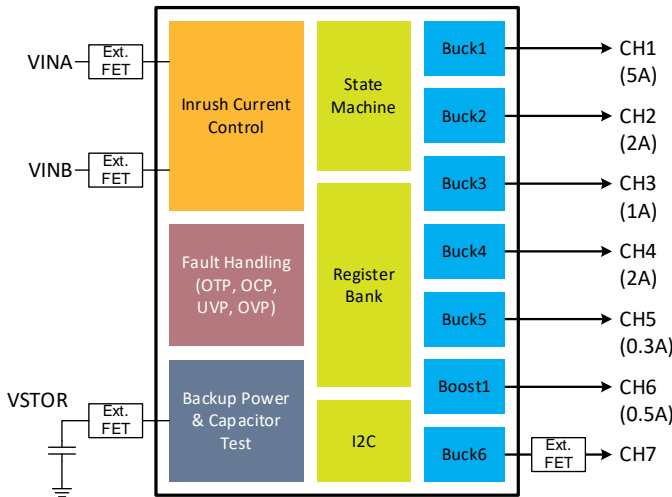 VINA
Ext.
FET
VINB
Ext.
FET
VSTOR
Ext.
FET
Inrush Current
Control
Fault Handling
(OTP, OCP,
UVP, OVP)
Backup Power
& Capacitor
Test
State
Machine
Register
Bank
I2C
Buck1
Buck2
Buck3
Buck4
Buck5
Boost1
Buck6
Ext.
FET
CH1
(5A)
CH2
(2A)
CH3
(1A)
CH4
(2A)
CH5
(0.3A)
CH6
(0.5A)
CH7